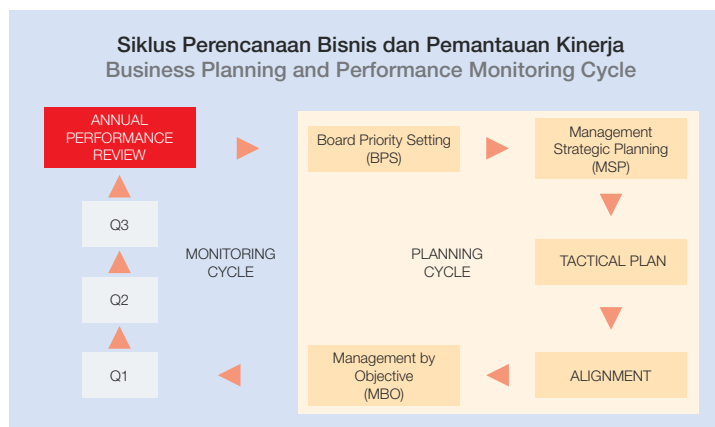 Siklus Perencanaan Bisnis dan Pemantauan Kinerja
Business Planning and Performance Monitoring Cycle
ANNUAL
PERFORMANCE
REVIEW
Board Priority Setting
(BPS)
Management
Strategic Planning
(MSP)
Q3
MONITORING
CYCLE
PLANNING
CYCLE
TACTICAL PLAN
Q2
Q1
Management by
Objective
(MBO)
ALIGNMENT